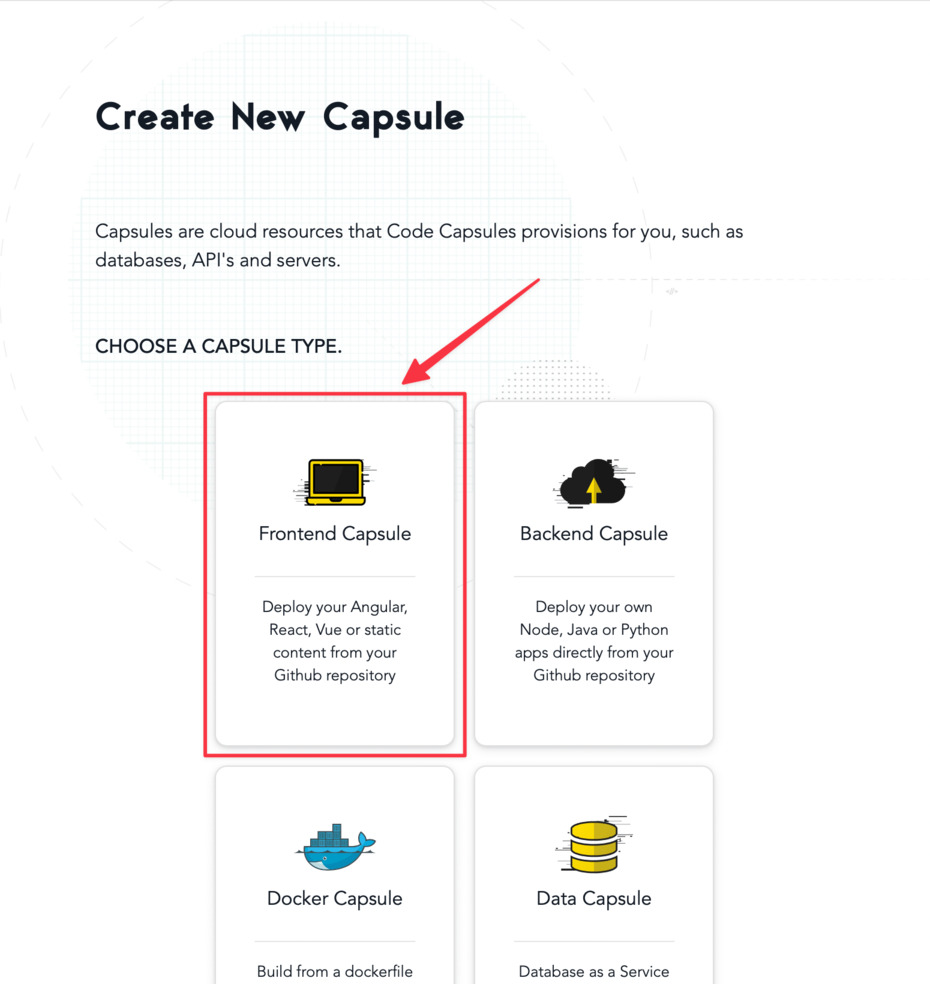 Create New Capsule
Capsules are cloud resources that Code Capsules provisions for you, such as
databases, API's and servers.
CHOOSE A CAPSULE TYPE.
Frontend Capsule
Deploy your Angular,
React, Vue or static
content from your
Github repository
Backend Capsule
Deploy your own
Node, Java or Python
apps directly from your
Github repository
Docker Capsule
Build from a dockerfile
Data Capsule
Database as a Service